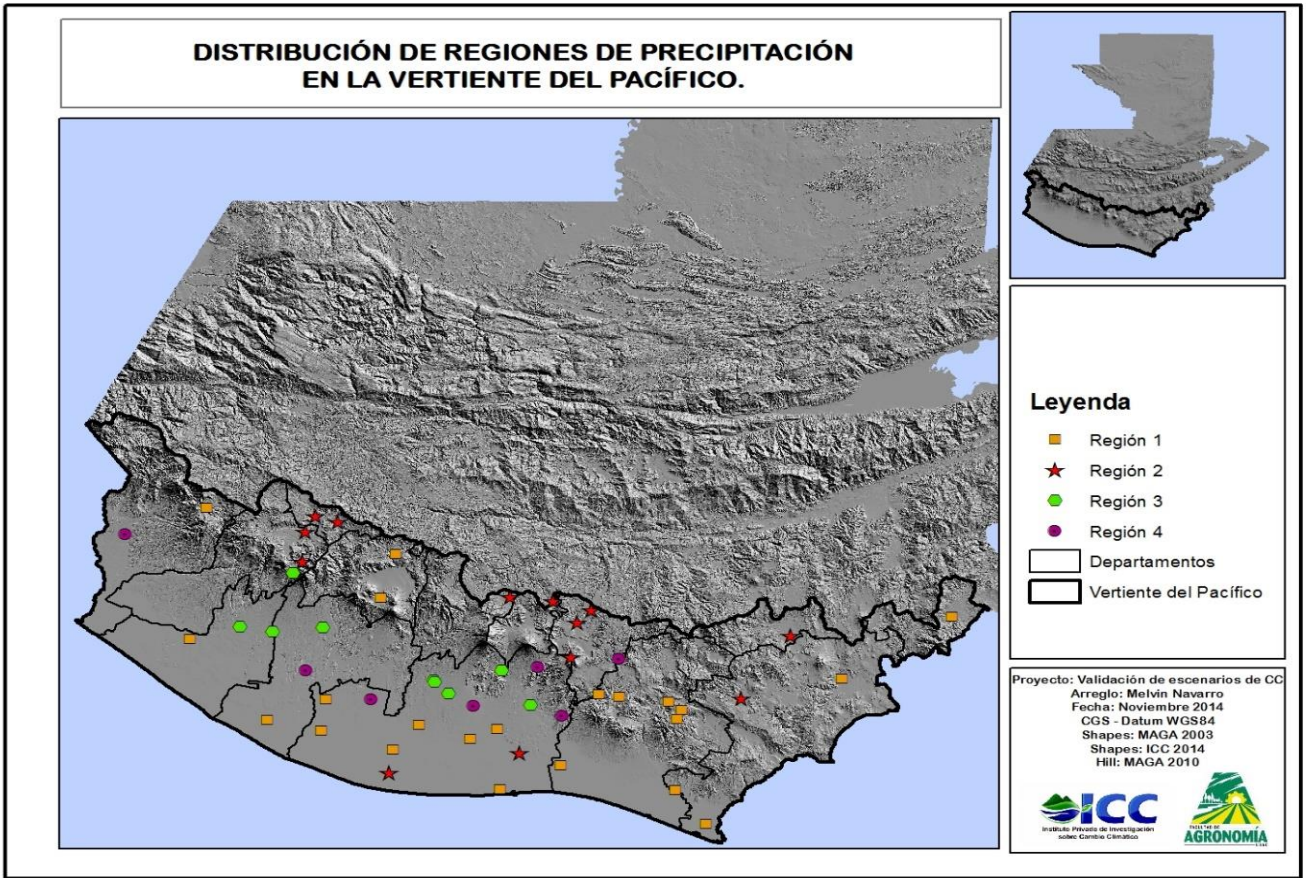 DISTRIBUCIÓN DE REGIONES DE PRECIPITACIÓN
EN LA VERTIENTE DEL PACÍFICO.
Leyenda
Región 1
Región 2
Región 3
Región 4
Departamentos
Vertiente del Pacífico
Proyecto: Validación de escenarios de CC
Arreglo: Melvin Navarro
Fecha: Noviembre 2014
CGS - Datum WGS84
Shapes: MAGA 2003
Shapes: ICC 2014
Hill: MAGA 2010
ICC
Instituto Privado de Investigación
sobre Cambio Climático
FACULTAD DE
AGRONOMÍA